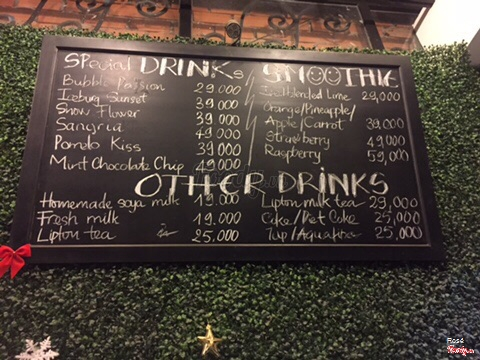 Special DRINKs
Bubble Passion 29,000
Iceburg Sunset 39,000
Snow Flower 39,000
Sangria 49,000
Pomelo Kiss 39,000
Mint Chocolate Chip 49,000
SMOOTHIE
Iceblended Lime 29,000
Orange/Pineapple/
Apple/Carrot 39,000
Strawberry 49,000
Raspberry 59,000
OTHER DRINKS
Homemade soya milk 19,000
Fresh milk 19,000
Lipton tea 25,000
Lipton milk tea 29,000
Coke/Diet Coke 25,000
7up/Aquafina 25,000